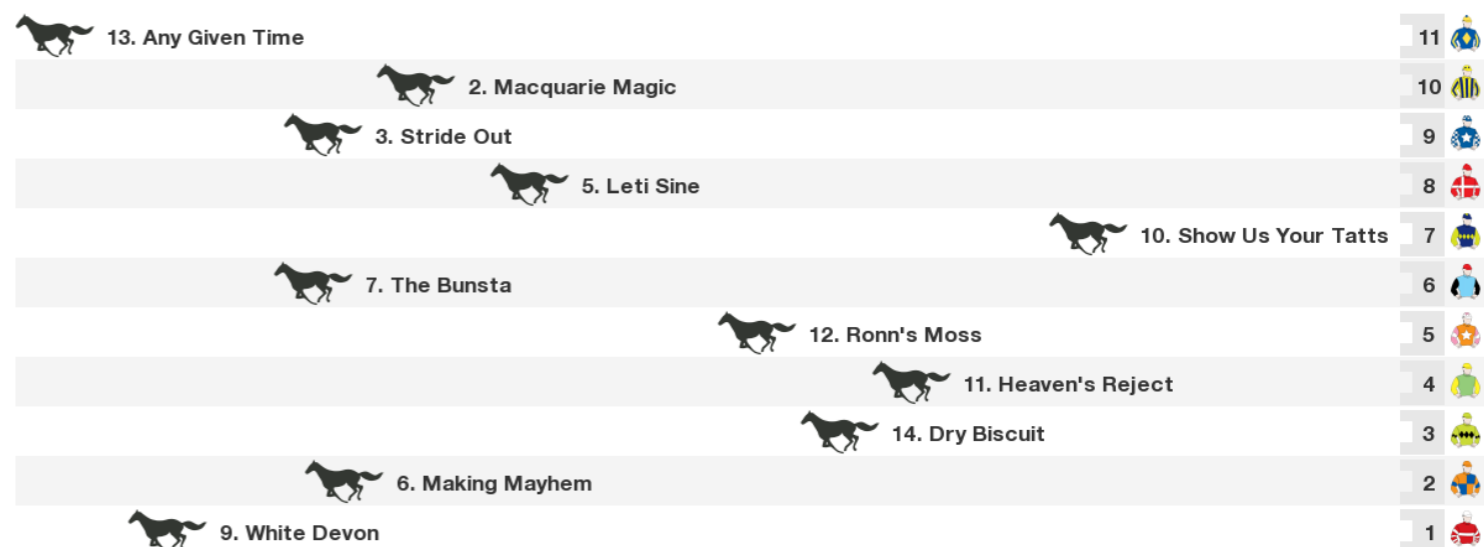 13. Any Given Time 11
2. Macquarie Magic 10
3. Stride Out 9
5. Leti Sine 8
10. Show Us Your Tatts 7
7. The Bunsta 6
12. Ronn's Moss 5
11. Heaven's Reject 4
14. Dry Biscuit 3
6. Making Mayhem 2
9. White Devon 1